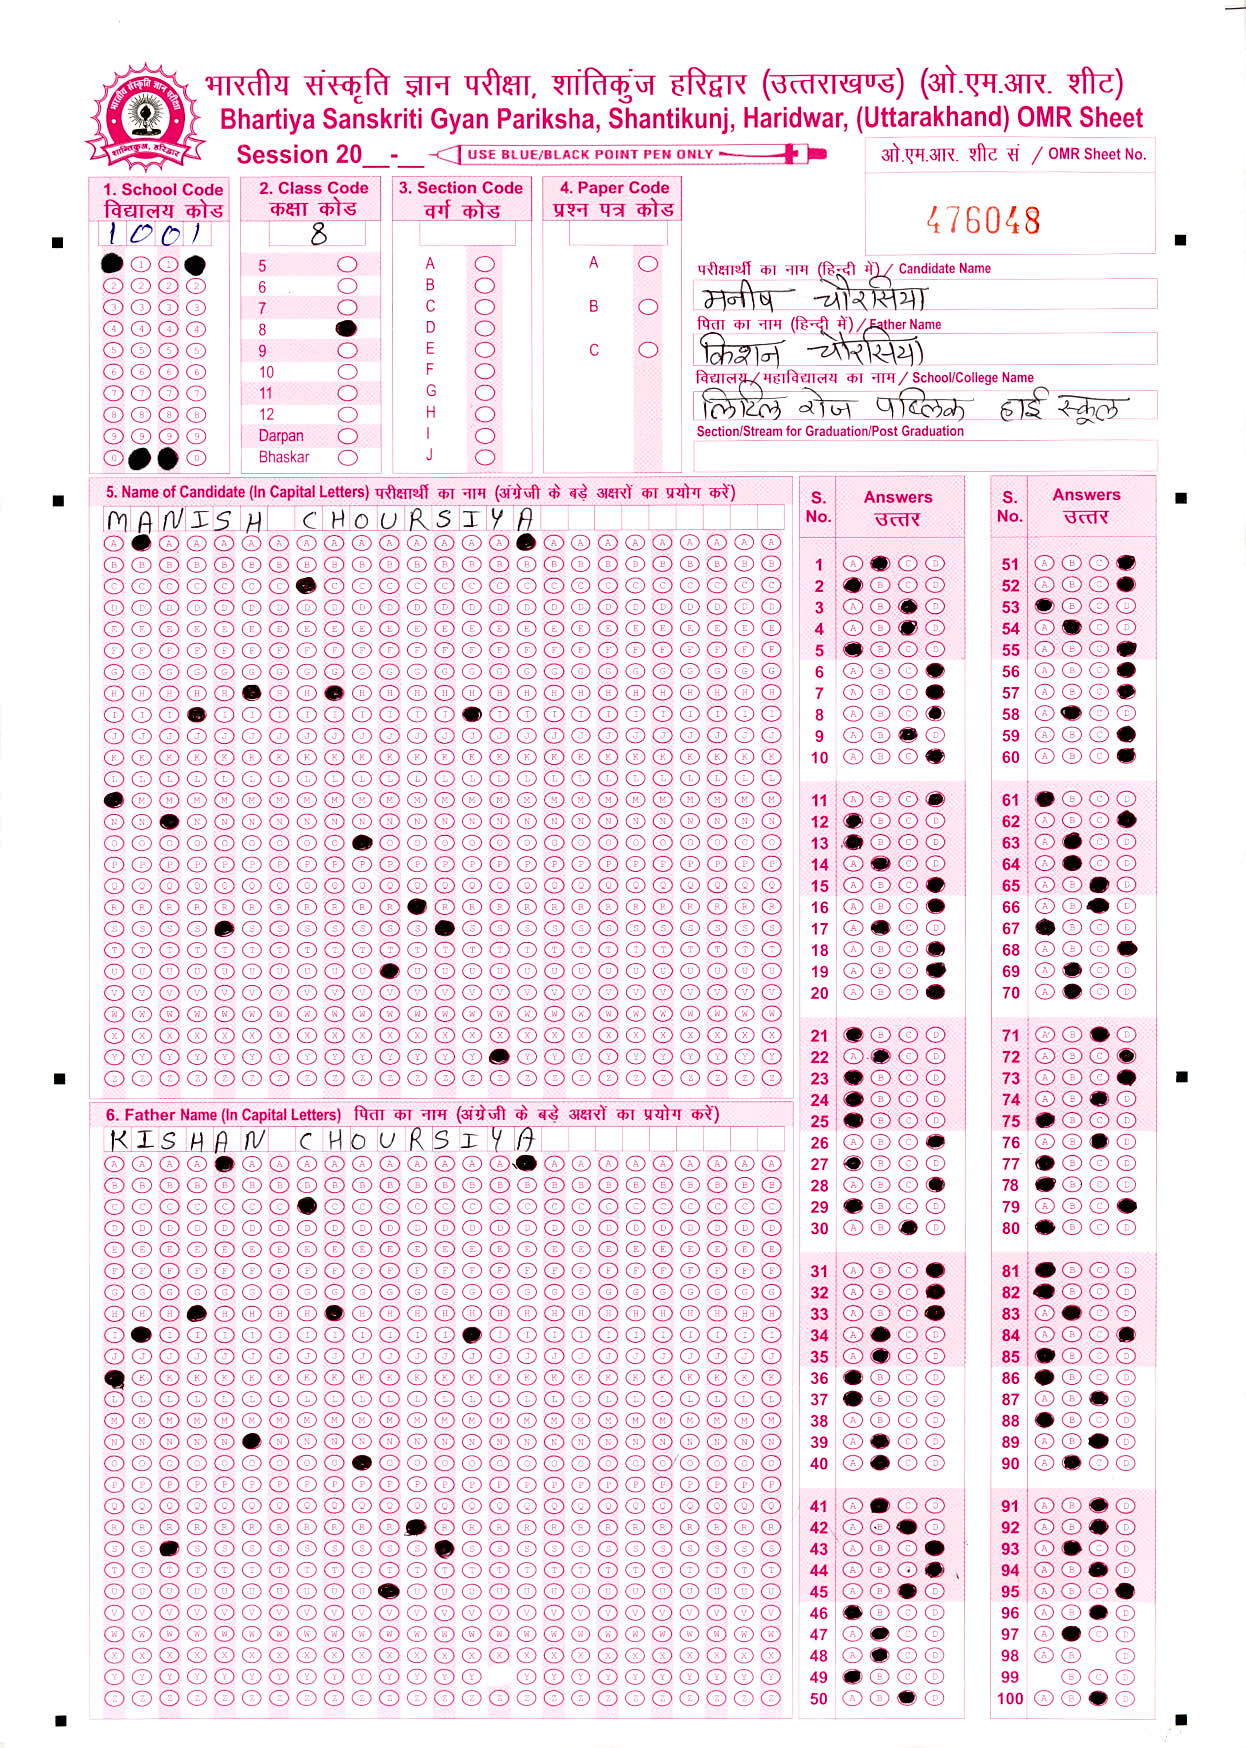 भारतीय संस्कृति ज्ञान परीक्षा, शांतिकुंज हरिद्वार (उत्तराखण्ड) (ओ.एम.आर. शीट)
Bhartiya Sanskriti Gyan Pariksha, Shantikunj, Haridwar, (Uttarakhand) OMR Sheet
Session 20__-__ USE BLUE/BLACK POINT PEN ONLY
ओ.एम.आर. शीट सं / OMR Sheet No.
476048
1. School Code
विद्यालय कोड
1001
2. Class Code
कक्षा कोड
8
5
6
7
8
9
10
11
12
Darpan
Bhaskar
3. Section Code
वर्ग कोड
A
B
C
D
E
F
G
H
I
J
4. Paper Code
प्रश्न पत्र कोड
A
B
C
परीक्षार्थी का नाम (हिन्दी में) / Candidate Name
मनीष चौरसिया
पिता का नाम (हिन्दी में) / Father Name
किशन चौरसिया
विद्यालय / महाविद्यालय का नाम / School/College Name
लिटिल रोज पब्लिक हाई स्कूल
Section/Stream for Graduation/Post Graduation
5. Name of Candidate (In Capital Letters) परीक्षार्थी का नाम (अंग्रेजी के बड़े अक्षरों का प्रयोग करें)
MANISH CHOURSIYA
6. Father Name (In Capital Letters) पिता का नाम (अंग्रेजी के बड़े अक्षरों का प्रयोग करें)
KISHAN CHOURSIYA
S. No. Answers उत्तर
1
2
3
4
5
6
7
8
9
10
11
12
13
14
15
16
17
18
19
20
21
22
23
24
25
26
27
28
29
30
31
32
33
34
35
36
37
38
39
40
41
42
43
44
45
46
47
48
49
50
S. No. Answers उत्तर
51
52
53
54
55
56
57
58
59
60
61
62
63
64
65
66
67
68
69
70
71
72
73
74
75
76
77
78
79
80
81
82
83
84
85
86
87
88
89
90
91
92
93
94
95
96
97
98
99
100